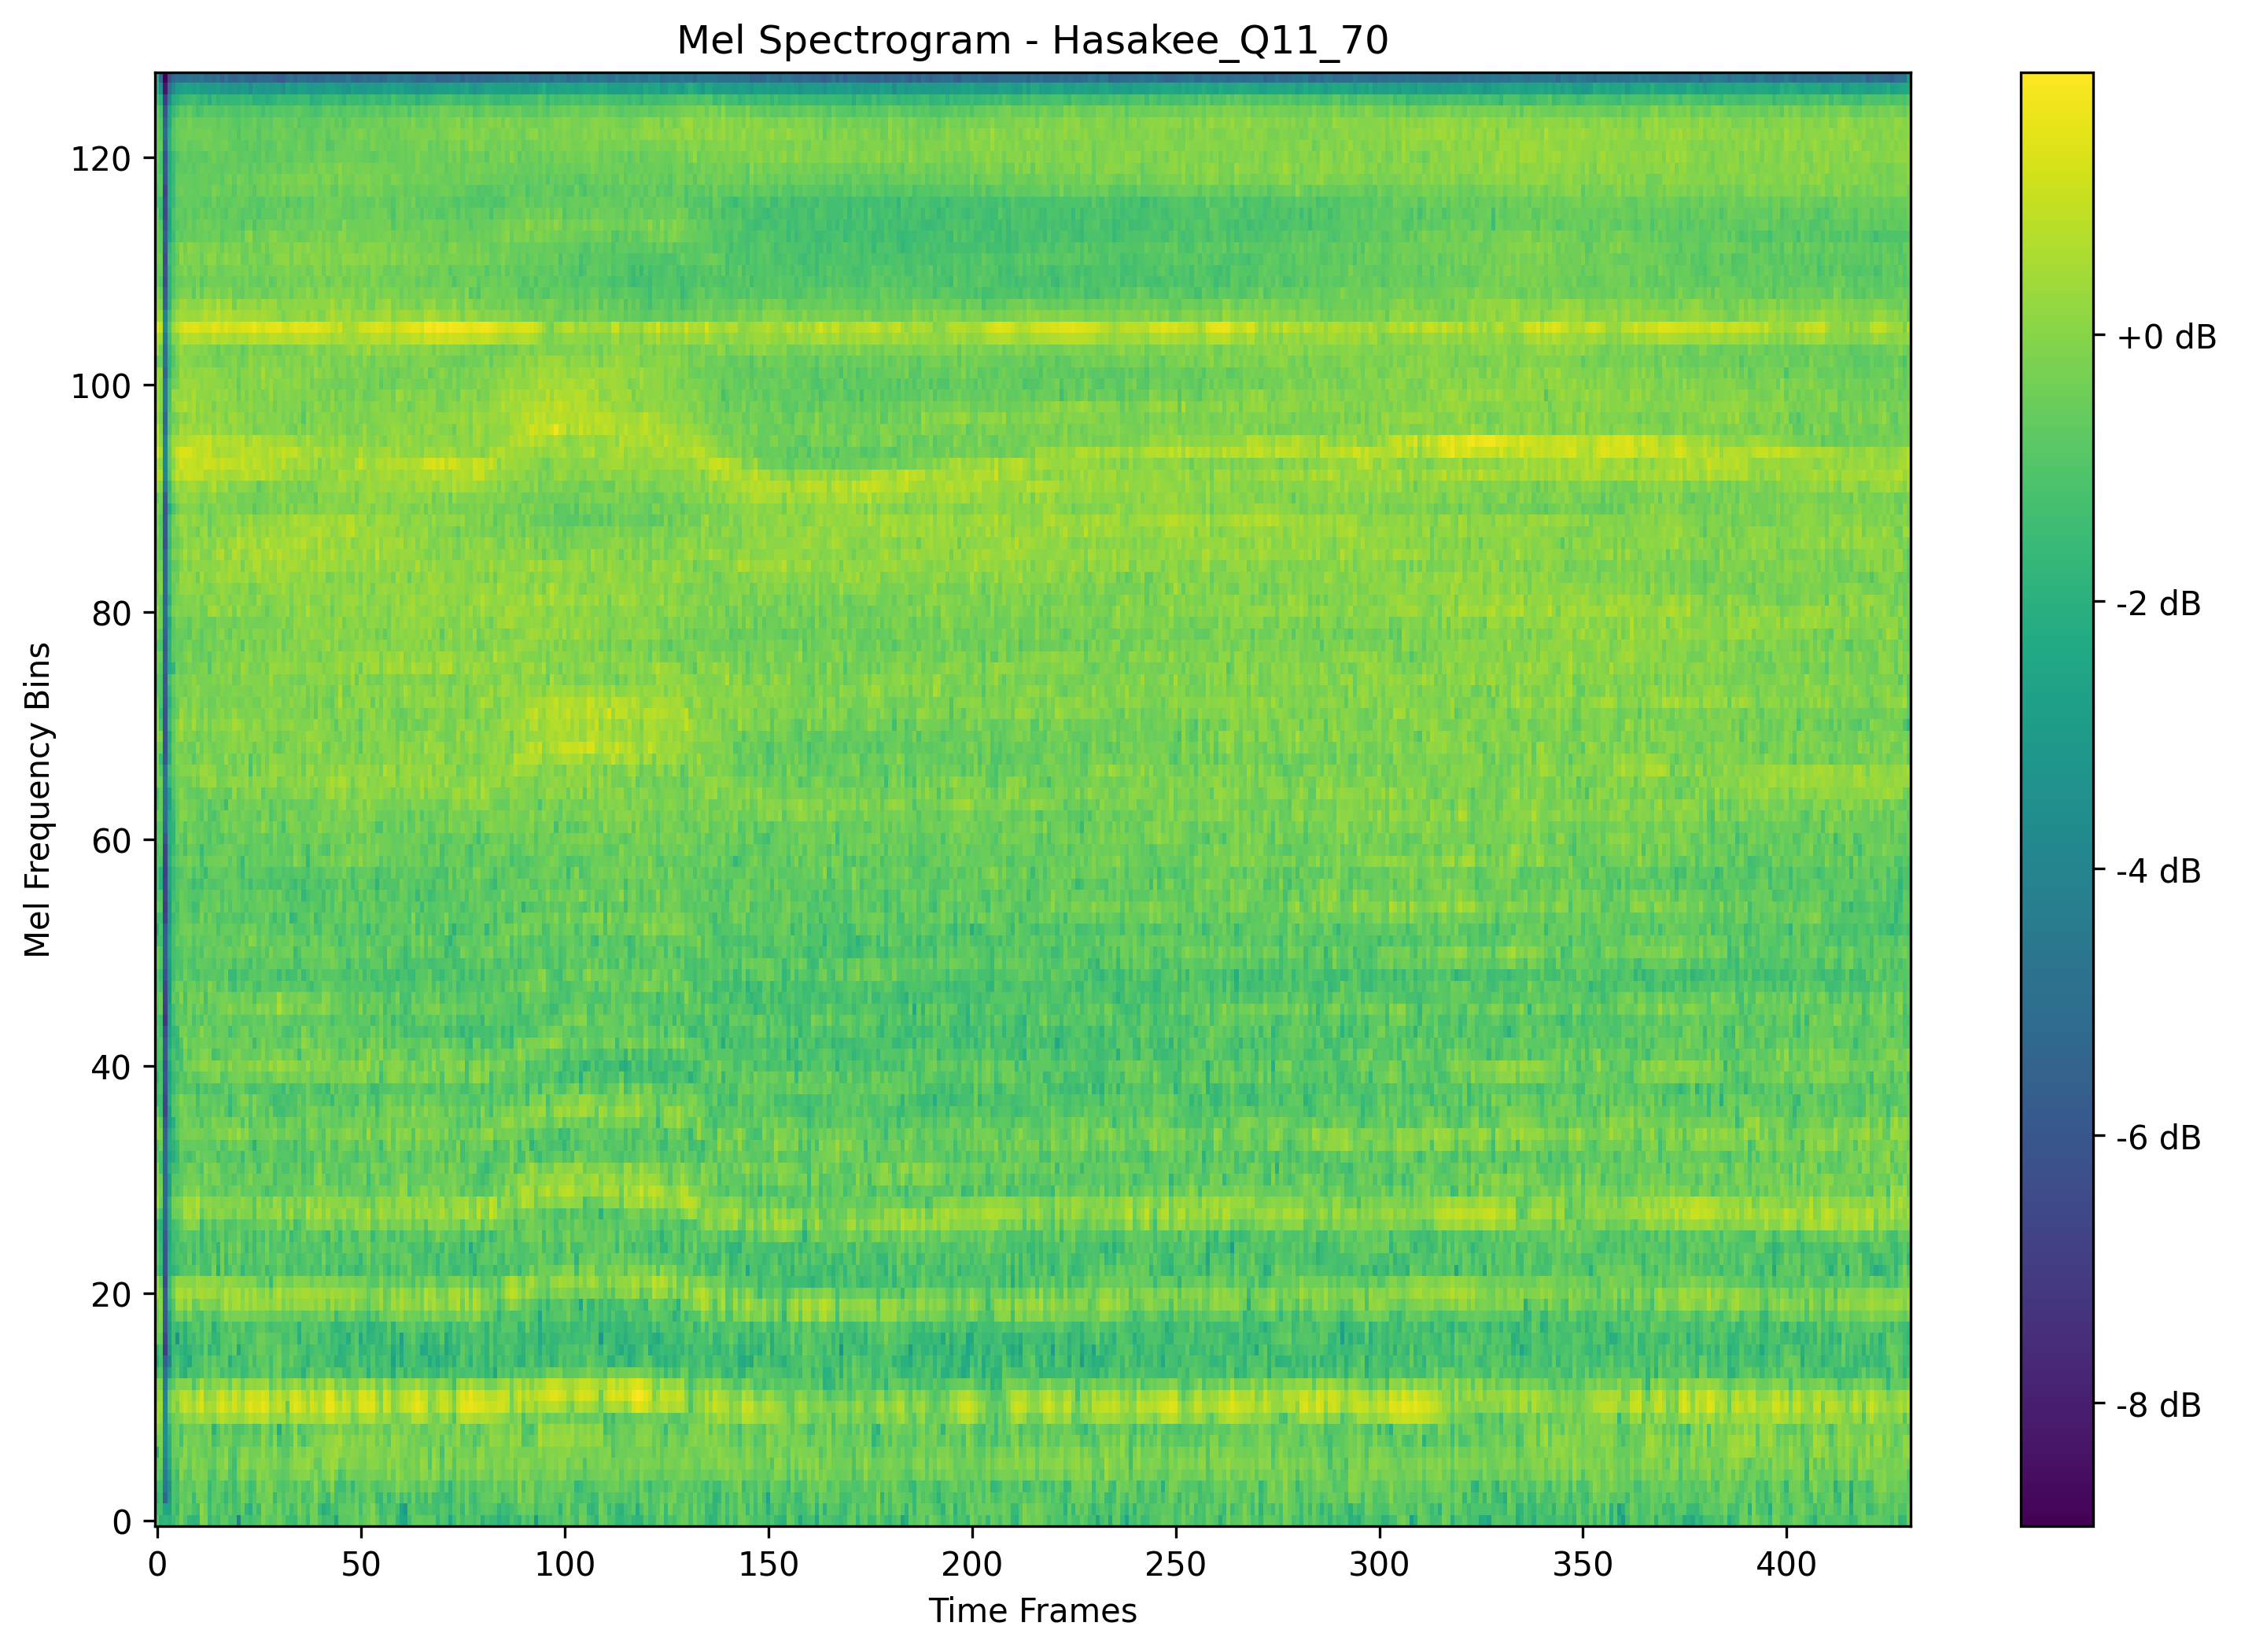 Mel Spectrogram - Hasakee_Q11_70
Mel Frequency Bins
120
100
80
60
40
20
0
0 50 100 150 200 250 300 350 400
Time Frames
+0 dB
-2 dB
-4 dB
-6 dB
-8 dB